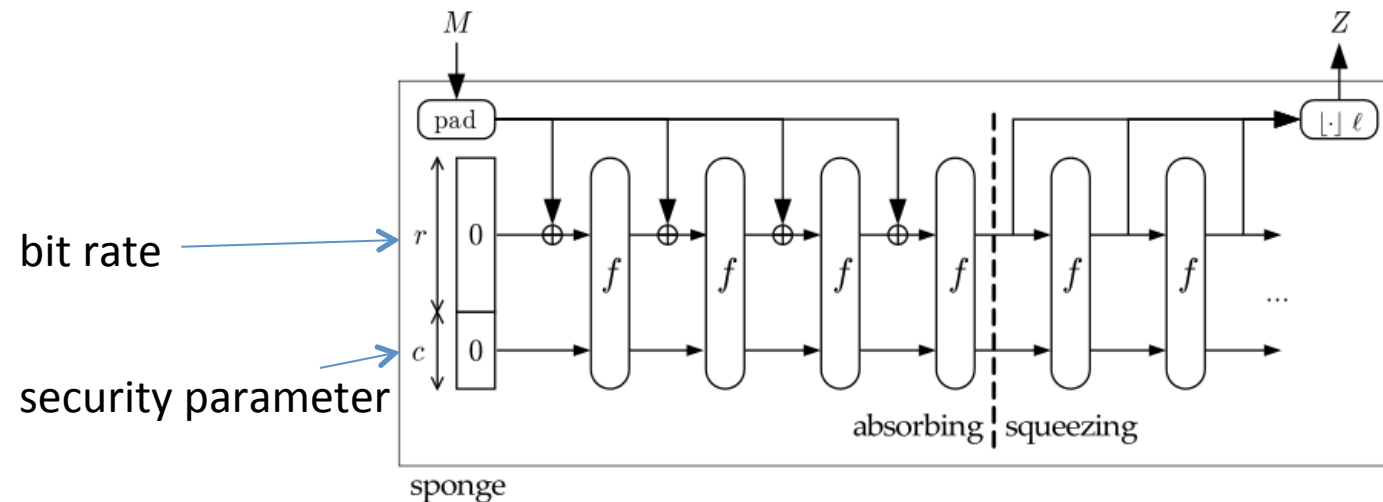 M
Z
pad
⌊·⌋ ℓ
bit rate
r
0
f
f
f
f
f
f
...
c
0
security parameter
absorbing
squeezing
sponge